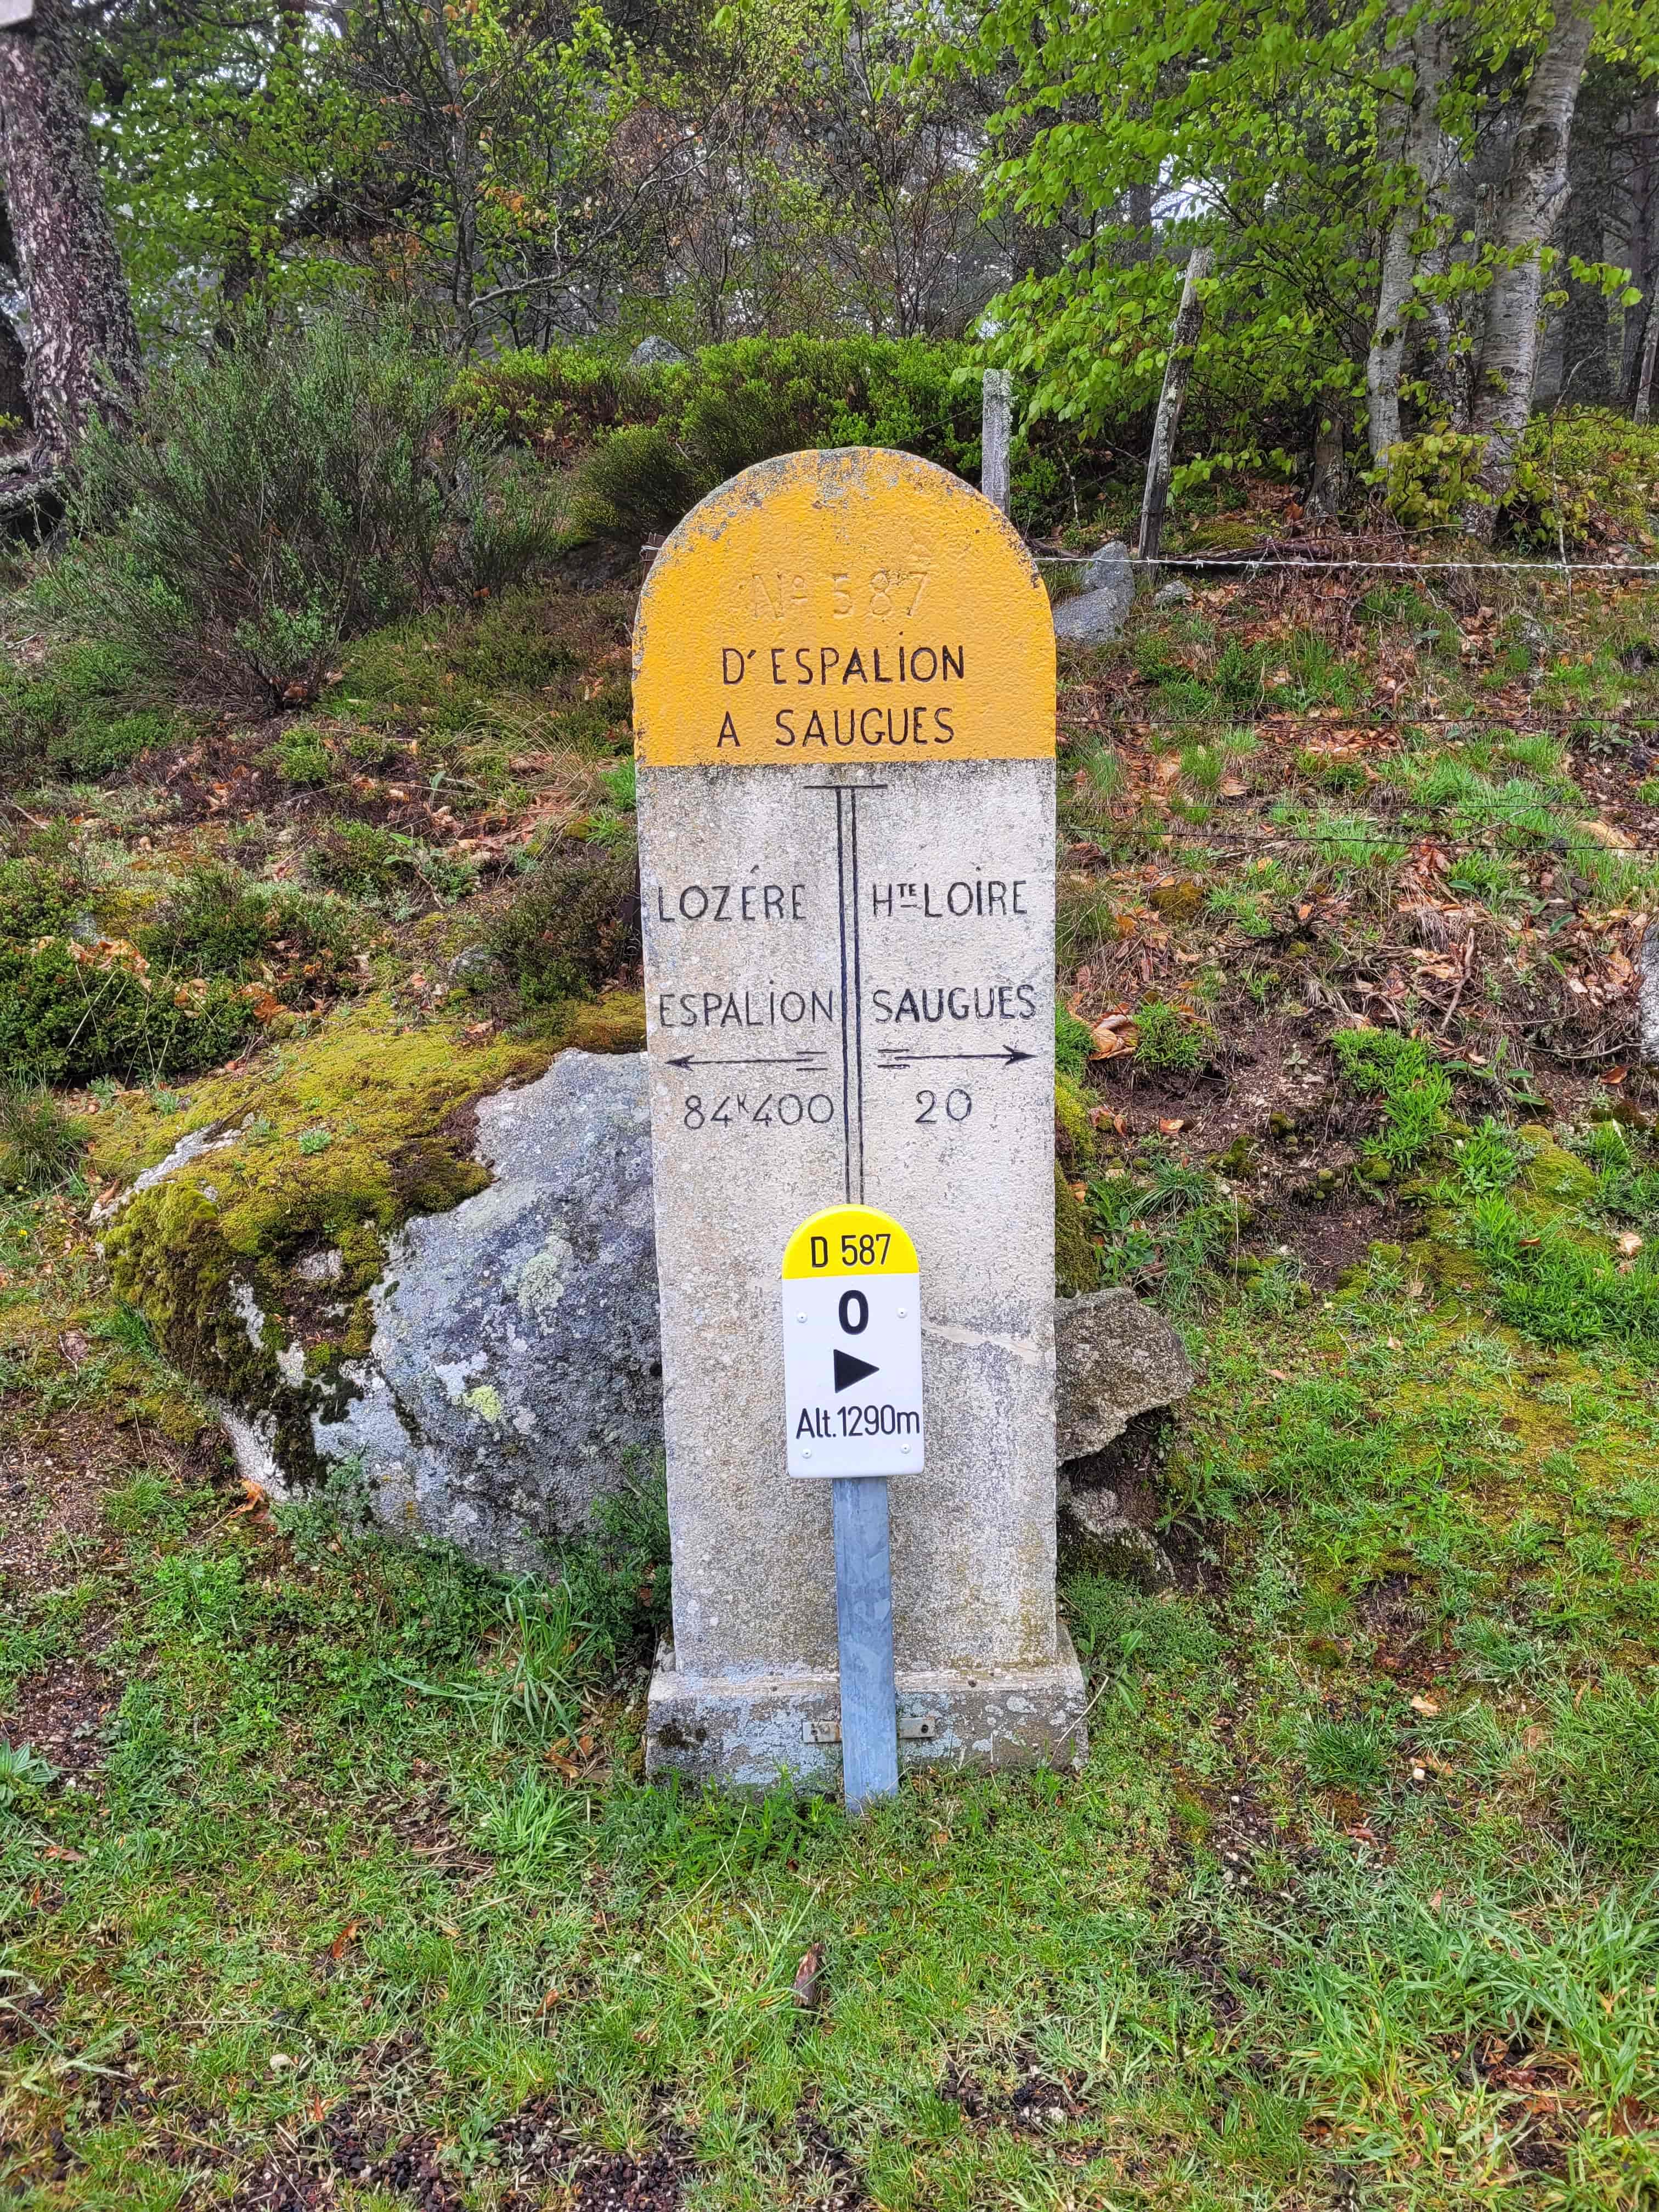 Nº 587
D'ESPALION
A SAUGUES
LOZÉRE
HTE LOIRE
ESPALION
SAUGUES
84K400
20
D 587
0
Alt.1290m